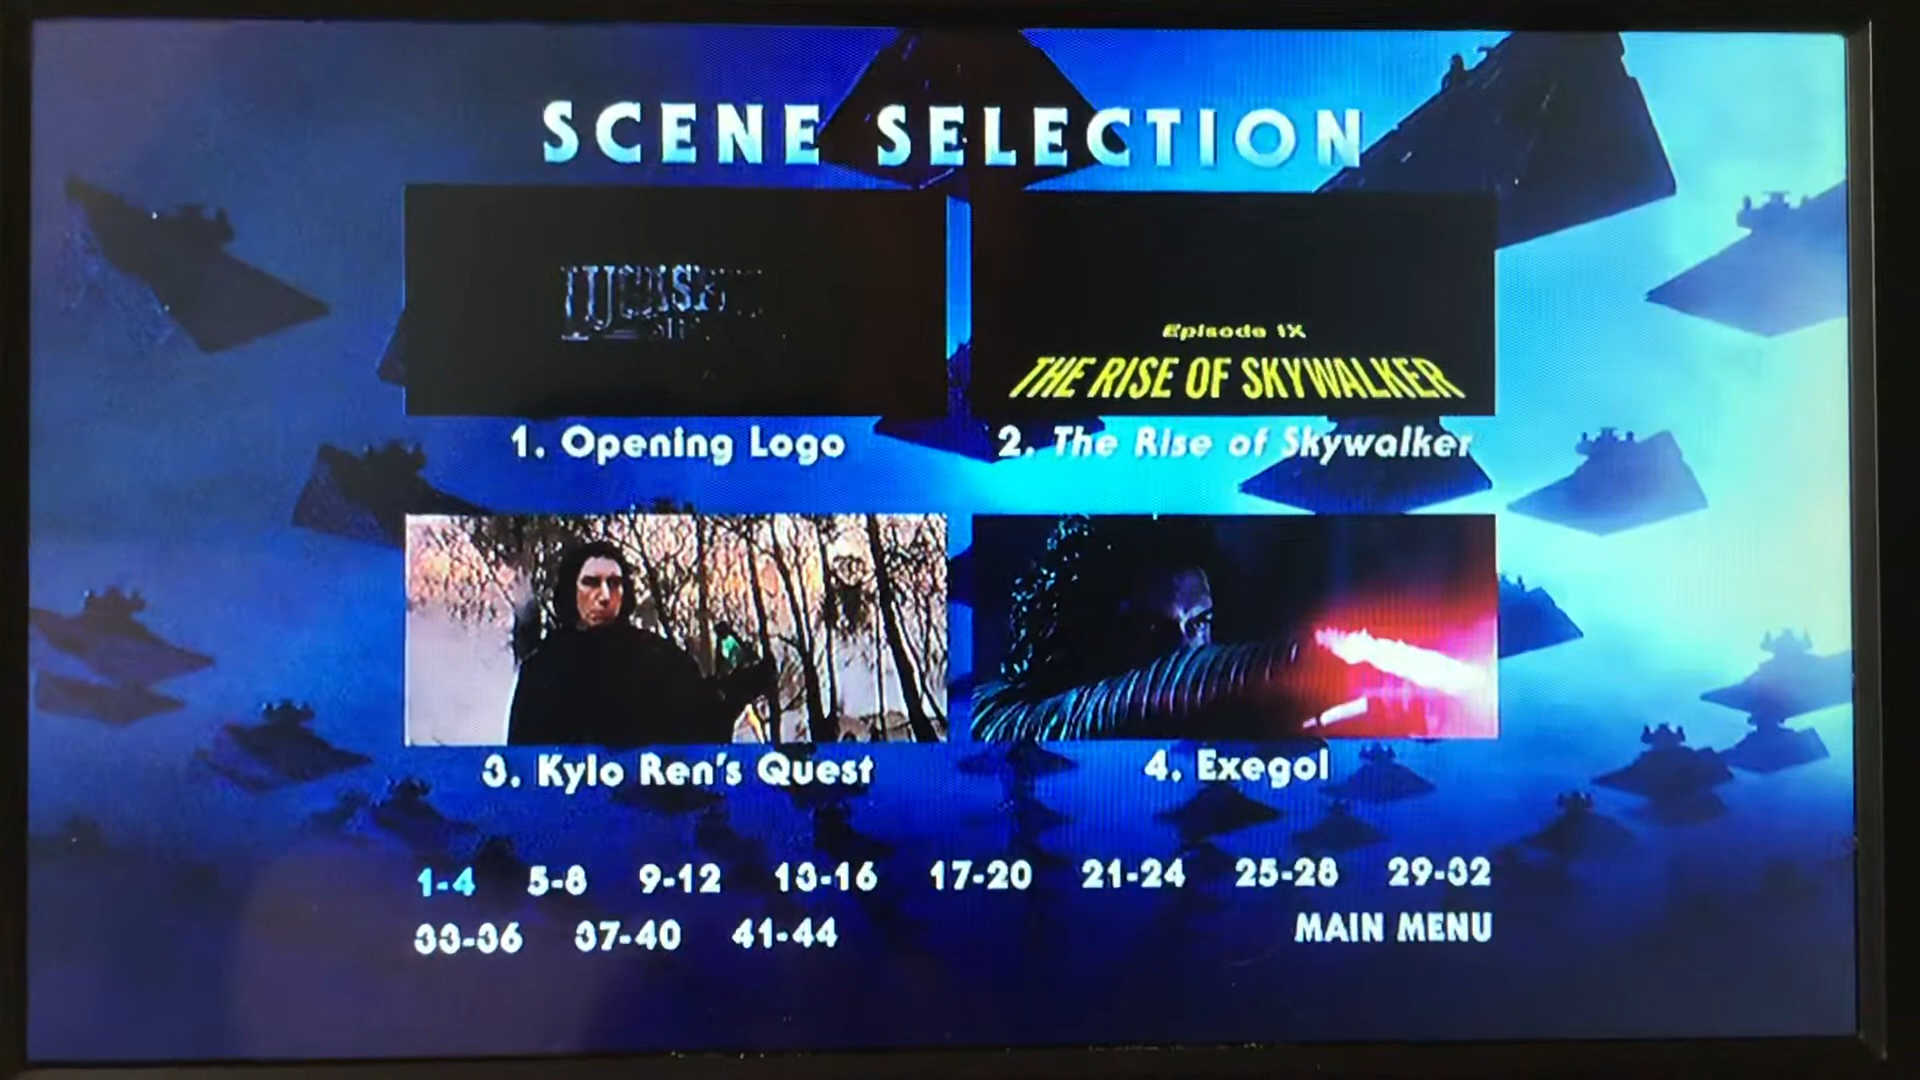 SCENE SELECTION
Episode IX
THE RISE OF SKYWALKER
1. Opening Logo
2. The Rise of Skywalker
3. Kylo Ren's Quest
4. Exegol
1-4 5-8 9-12 13-16 17-20 21-24 25-28 29-32
33-36 37-40 41-44 MAIN MENU